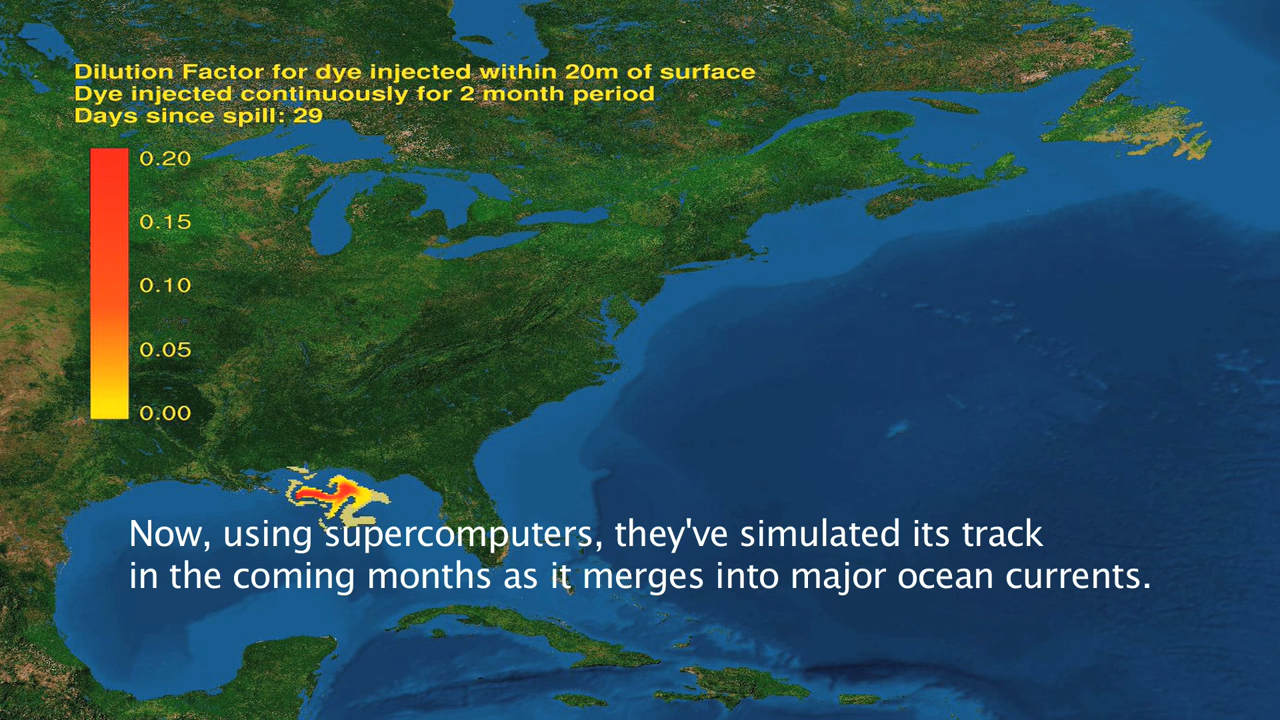 Dilution Factor for dye injected within 20m of surface
Dye injected continuously for 2 month period
Days since spill: 29
0.20
0.15
0.10
0.05
0.00
Now, using supercomputers, they've simulated its track
in the coming months as it merges into major ocean currents.